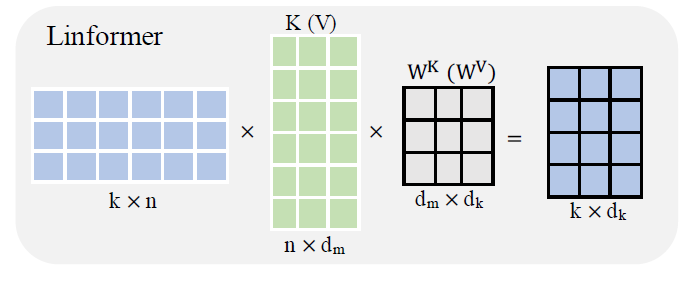 Linformer
K (V)
W^K (W^V)
×
×
=
k × n
d_m × d_k
k × d_k
n × d_m